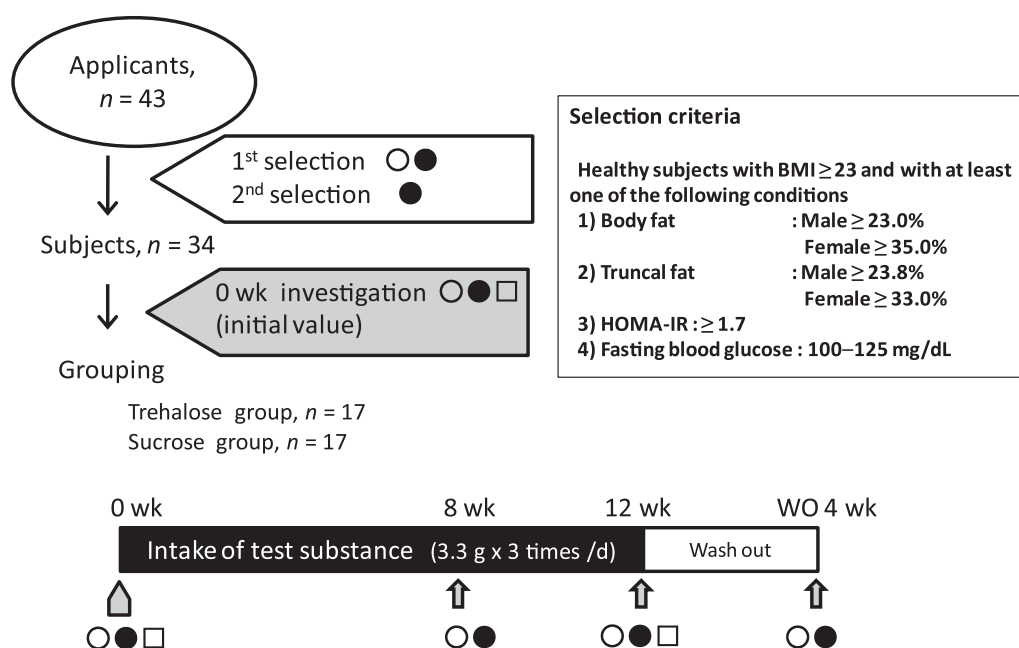 Applicants,
n = 43
1st selection ○●
2nd selection ●
Subjects, n = 34
0 wk investigation ○●□
(initial value)
Grouping
Trehalose group, n = 17
Sucrose group, n = 17
Selection criteria
Healthy subjects with BMI ≥ 23 and with at least
one of the following conditions
1) Body fat : Male ≥ 23.0%
Female ≥ 35.0%
2) Truncal fat : Male ≥ 23.8%
Female ≥ 33.0%
3) HOMA-IR : ≥ 1.7
4) Fasting blood glucose : 100–125 mg/dL
0 wk 8 wk 12 wk WO 4 wk
Intake of test substance (3.3 g x 3 times /d) Wash out